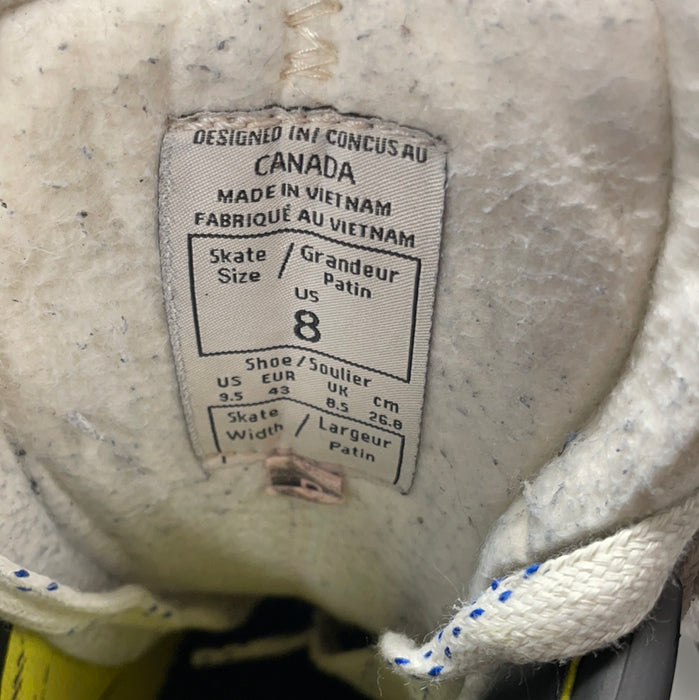 DESIGNED IN/ CONCUS AU
CANADA
MADE IN VIETNAM
FABRIQUÉ AU VIETNAM
Skate Size / Grandeur Patin
US
8
Shoe/Soulier
US EUR UK cm
9.5 43 8.5 26.8
Skate Width / Largeur Patin